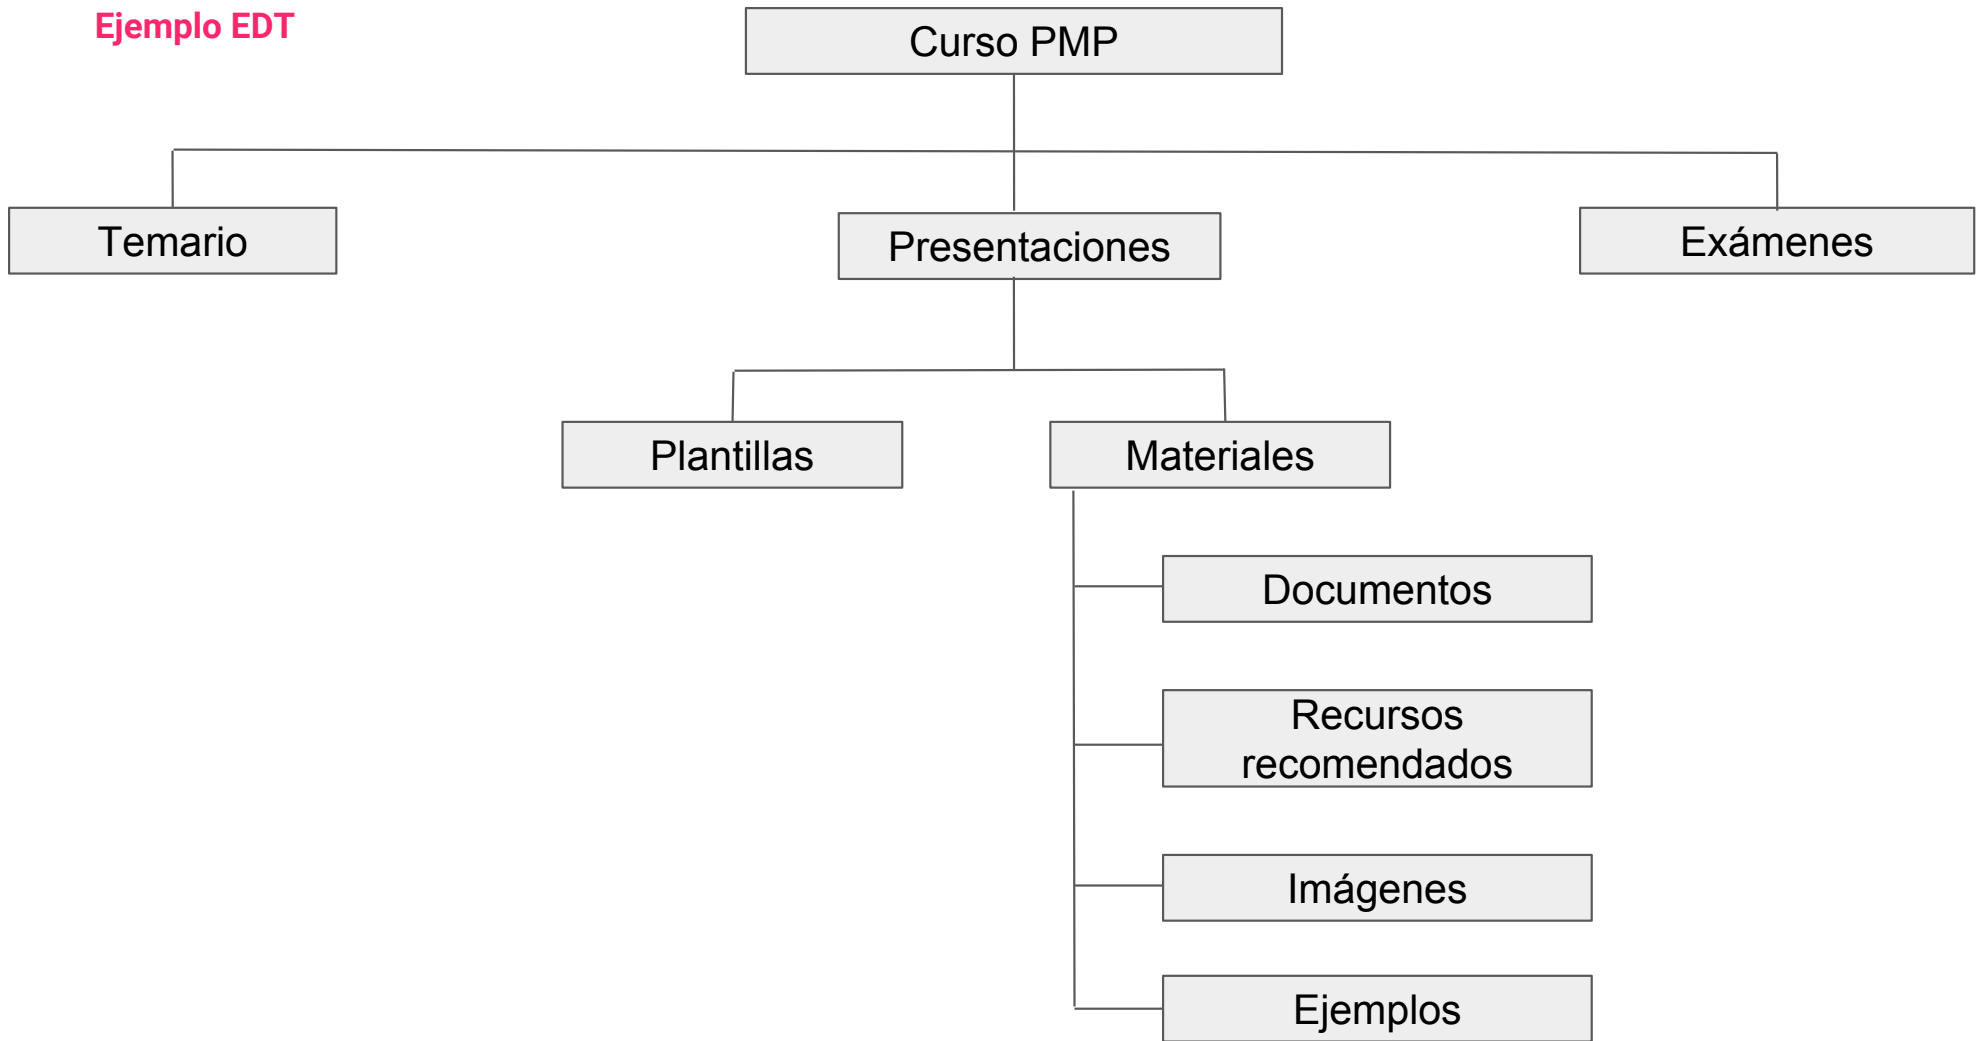 Ejemplo EDT
Curso PMP
Temario
Presentaciones
Exámenes
Plantillas
Materiales
Documentos
Recursos
recomendados
Imágenes
Ejemplos